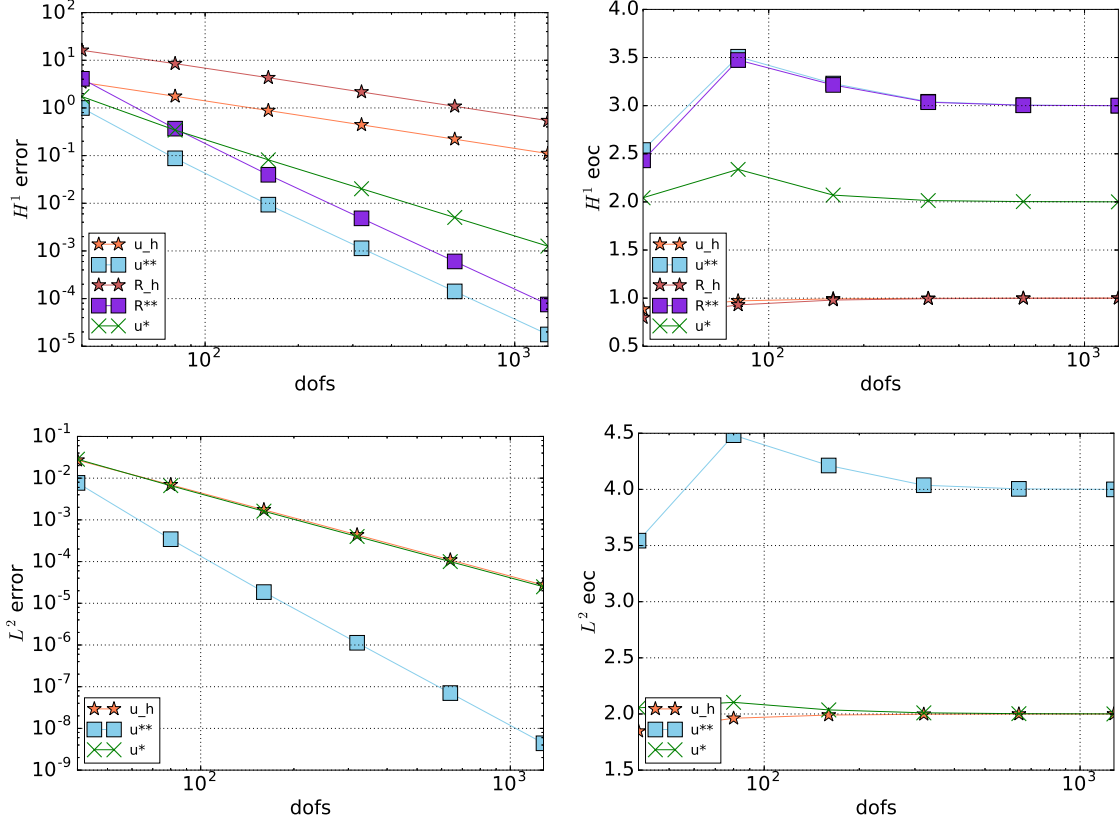 10^2
10^1
10^0
10^-1
10^-2
10^-3
10^-4
10^-5
H^1 error
u_h
u**
R_h
R**
u*
10^2
10^3
dofs
4.0
3.5
3.0
2.5
2.0
1.5
1.0
0.5
H^1 eoc
u_h
u**
R_h
R**
u*
10^2
10^3
dofs
10^-1
10^-2
10^-3
10^-4
10^-5
10^-6
10^-7
10^-8
10^-9
L^2 error
u_h
u**
u*
10^2
10^3
dofs
4.5
4.0
3.5
3.0
2.5
2.0
1.5
L^2 eoc
u_h
u**
u*
10^2
10^3
dofs